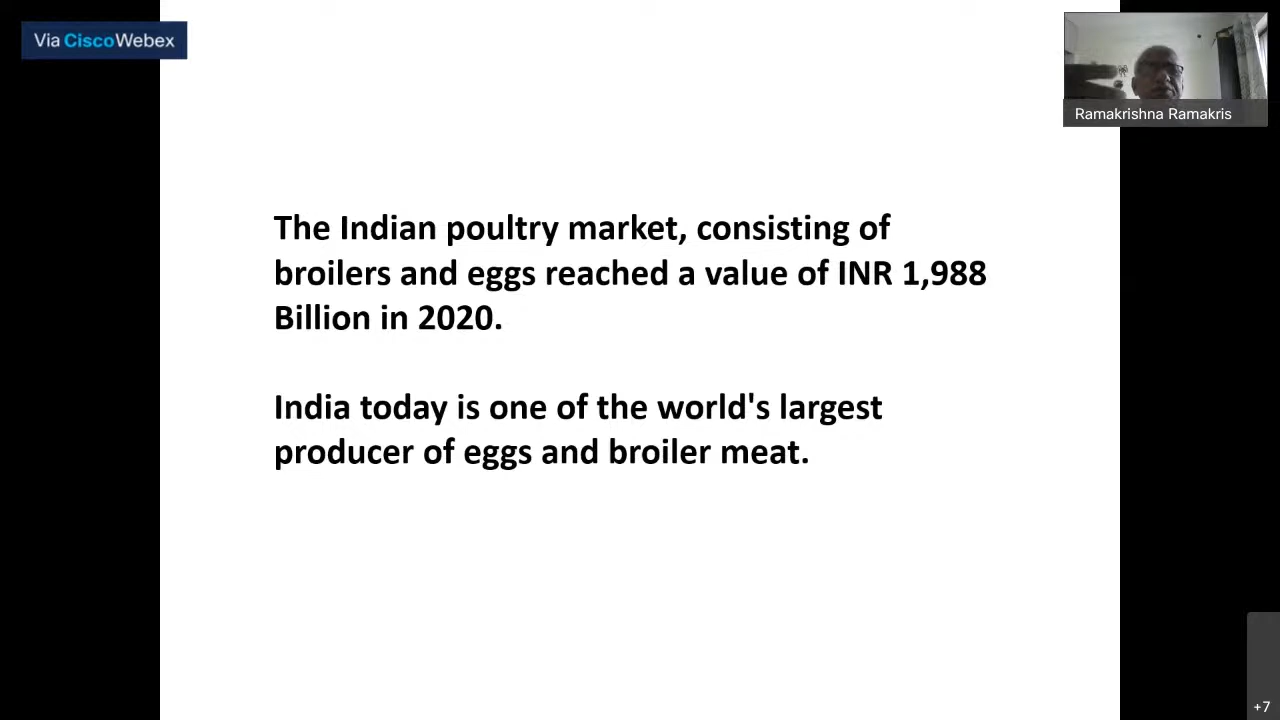 Via Cisco Webex
Ramakrishna Ramakris
The Indian poultry market, consisting of
broilers and eggs reached a value of INR 1,988
Billion in 2020.
India today is one of the world's largest
producer of eggs and broiler meat.
+7